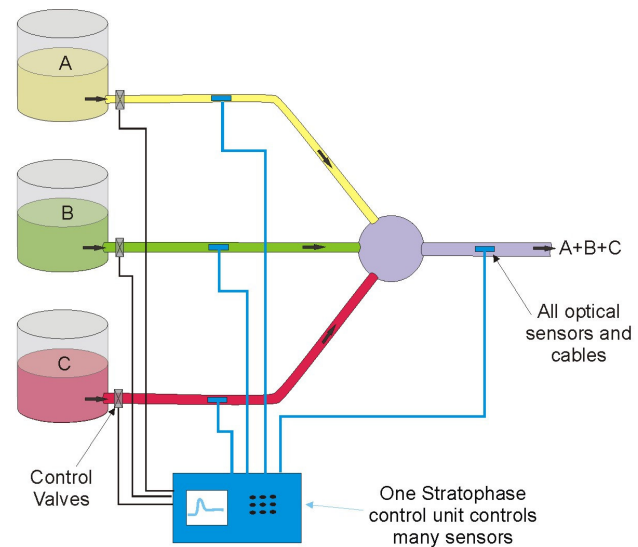 A
B
A+B+C
All optical
sensors and
cables
C
Control
Valves
One Stratophase
control unit controls
many sensors